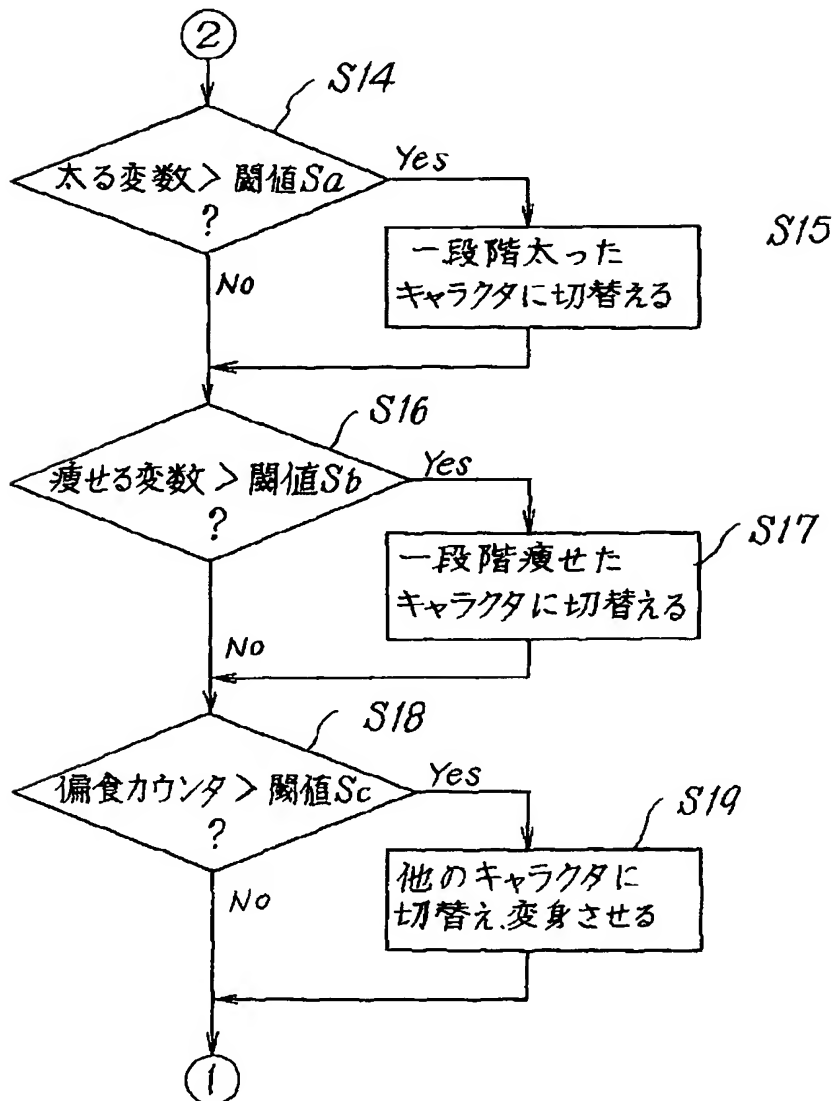 2
S14
太る変数 > 閾値Sa
?
Yes
No
S15
一段階太った
キャラクタに切替える
S16
痩せる変数 > 閾値Sb
?
Yes
No
S17
一段階痩せた
キャラクタに切替える
S18
偏食カウンタ > 閾値Sc
?
Yes
No
S19
他のキャラクタに
切替え、変身させる
1